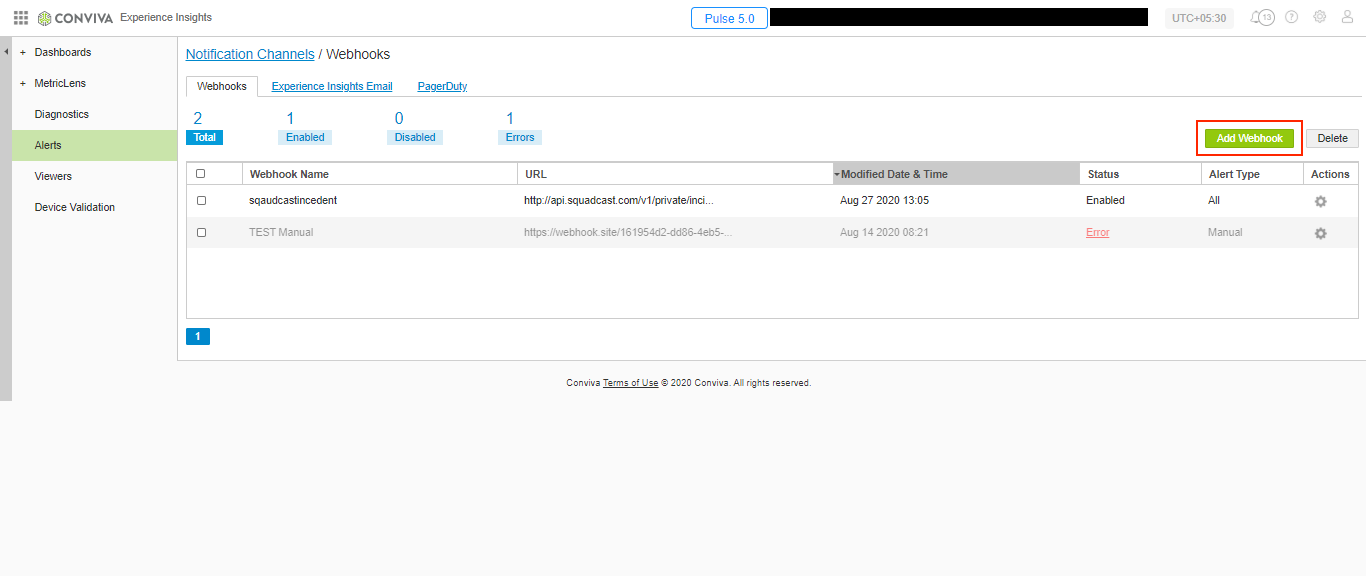 CONVIVA Experience Insights
Pulse 5.0
UTC+05:30
13
?
+ Dashboards
+ MetricLens
Diagnostics
Alerts
Viewers
Device Validation
Notification Channels / Webhooks
Webhooks Experience Insights Email PagerDuty
2 1 0 1
Total Enabled Disabled Errors
Add Webhook Delete
Webhook Name URL Modified Date & Time Status Alert Type Actions
sqaudcastincedent http://api.squadcast.com/v1/private/inci... Aug 27 2020 13:05 Enabled All
TEST Manual https://webhook.site/161954d2-dd86-4eb5-... Aug 14 2020 08:21 Error Manual
1
Conviva Terms of Use © 2020 Conviva. All rights reserved.